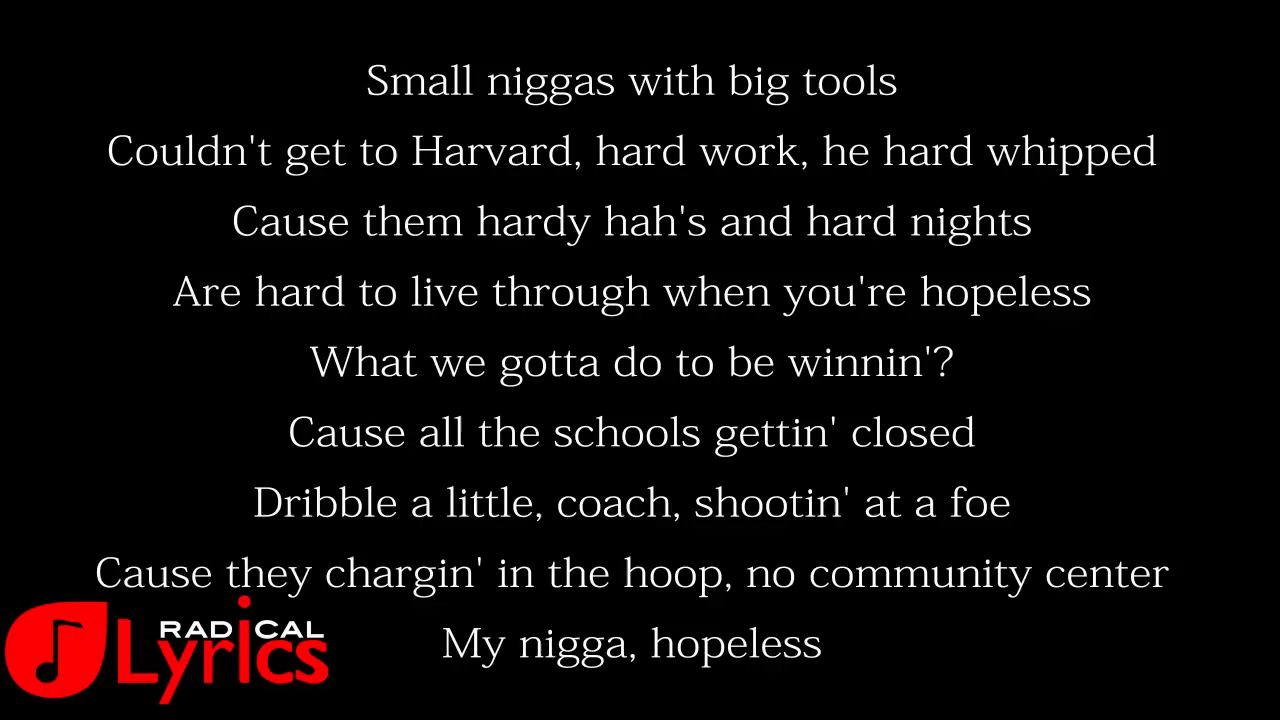 Small niggas with big tools
Couldn't get to Harvard, hard work, he hard whipped
Cause them hardy hah's and hard nights
Are hard to live through when you're hopeless
What we gotta do to be winnin'?
Cause all the schools gettin' closed
Dribble a little, coach, shootin' at a foe
Cause they chargin' in the hoop, no community center
My nigga, hopeless
RADICAL
Lyrics